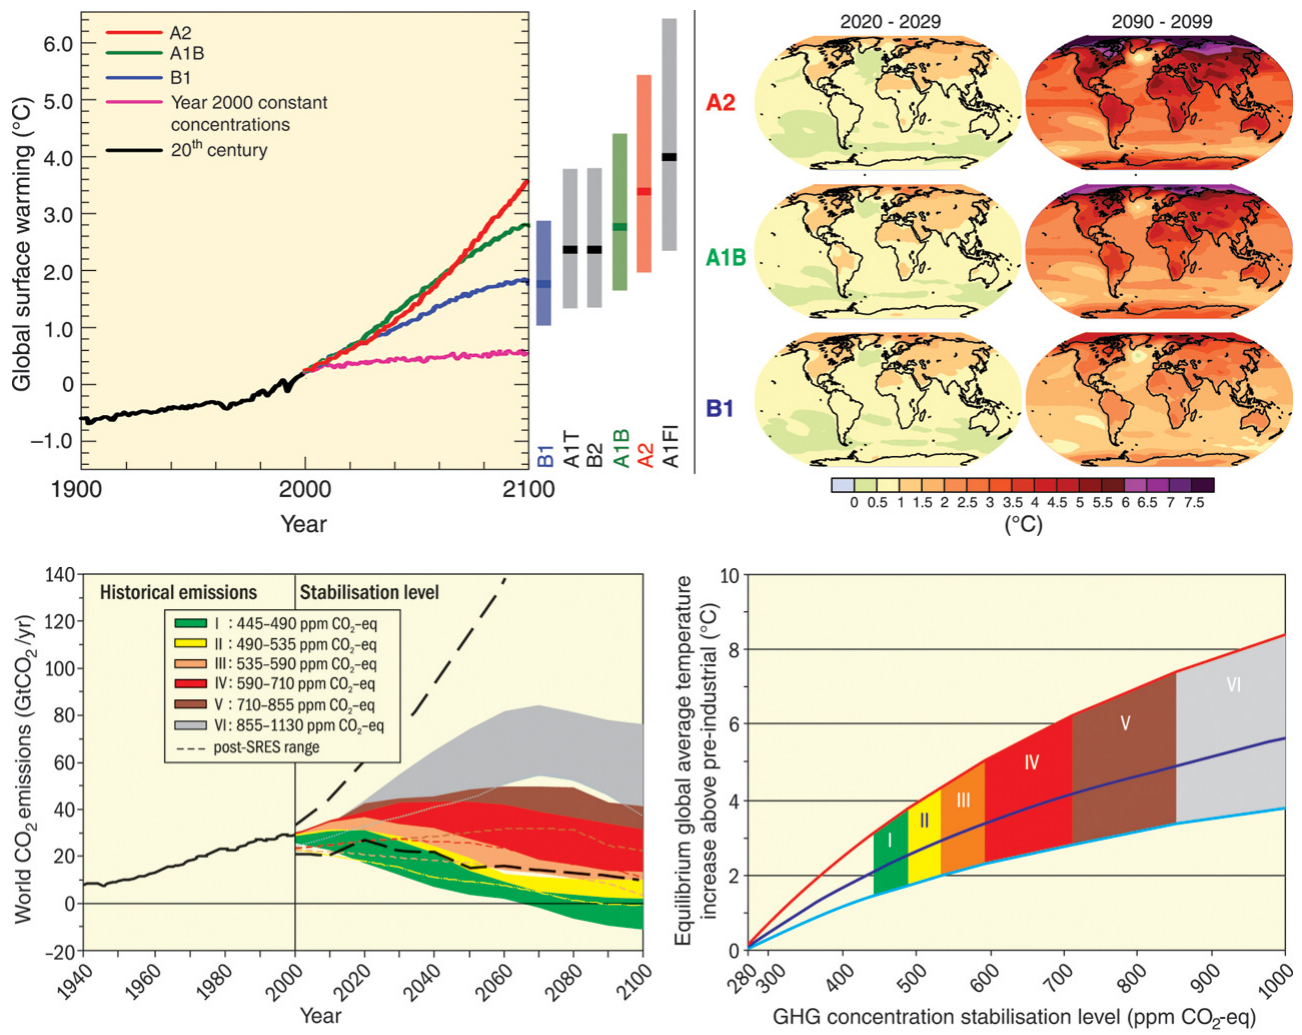 A2
A1B
B1
Year 2000 constant
concentrations
20th century
Global surface warming (°C)
6.0
5.0
4.0
3.0
2.0
1.0
0
–1.0
1900
2000
2100
Year
B1
A1T
B2
A1B
A2
A1FI
2020 - 2029
2090 - 2099
A2
A1B
B1
0 0.5 1 1.5 2 2.5 3 3.5 4 4.5 5 5.5 6 6.5 7 7.5
(°C)
World CO2 emissions (GtCO2/yr)
140
120
100
80
60
40
20
0
–20
Historical emissions
Stabilisation level
I : 445–490 ppm CO2–eq
II : 490–535 ppm CO2–eq
III : 535–590 ppm CO2–eq
IV: 590–710 ppm CO2–eq
V : 710–855 ppm CO2–eq
VI: 855–1130 ppm CO2–eq
post-SRES range
1940 1960 1980 2000 2020 2040 2060 2080 2100
Year
Equilibrium global average temperature
increase above pre-industrial (°C)
10
8
6
4
2
0
I
II
III
IV
V
VI
280 300 400 500 600 700 800 900 1000
GHG concentration stabilisation level (ppm CO2-eq)